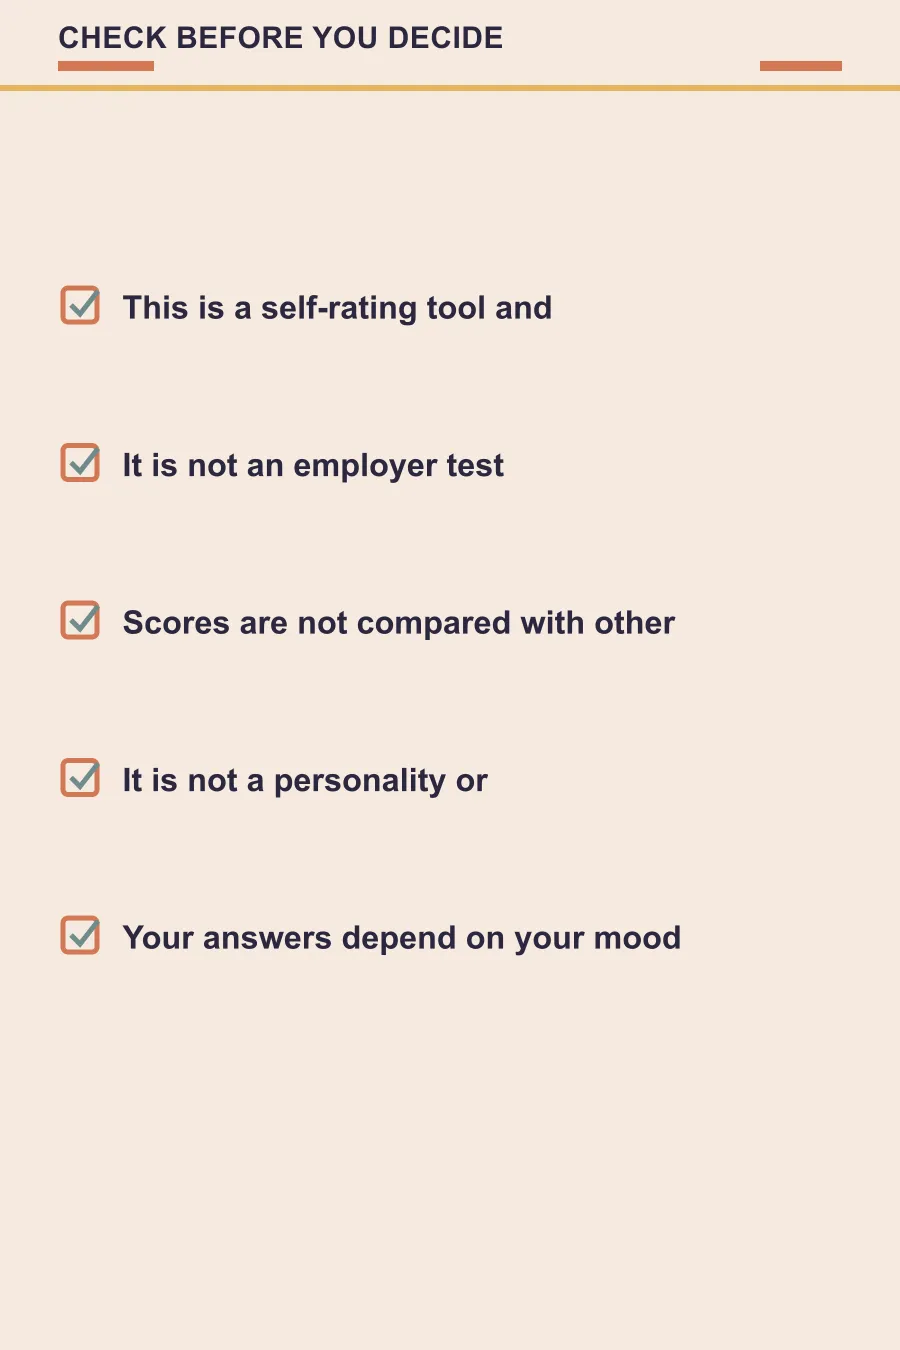 CHECK BEFORE YOU DECIDE
This is a self-rating tool and
It is not an employer test
Scores are not compared with other
It is not a personality or
Your answers depend on your mood